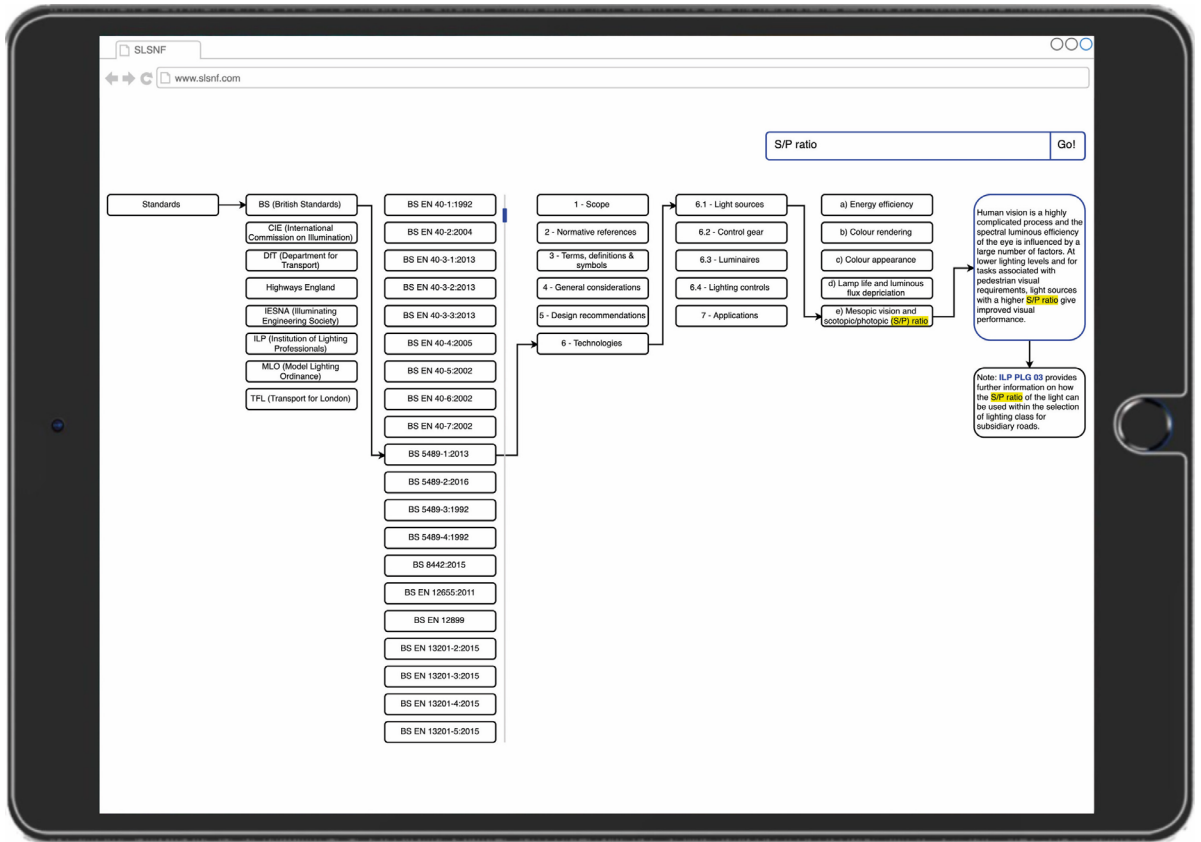 SLSNF
www.slsnf.com
S/P ratio
Go!
Standards
BS (British Standards)
CIE (International
Commission on Illumination)
DfT (Department for
Transport)
Highways England
IESNA (Illuminating
Engineering Society)
ILP (Institution of Lighting
Professionals)
MLO (Model Lighting
Ordinance)
TFL (Transport for London)
BS EN 40-1:1992
BS EN 40-2:2004
BS EN 40-3-1:2013
BS EN 40-3-2:2013
BS EN 40-3-3:2013
BS EN 40-4:2005
BS EN 40-5:2002
BS EN 40-6:2002
BS EN 40-7:2002
BS 5489-1:2013
BS 5489-2:2016
BS 5489-3:1992
BS 5489-4:1992
BS 8442:2015
BS EN 12655:2011
BS EN 12899
BS EN 13201-2:2015
BS EN 13201-3:2015
BS EN 13201-4:2015
BS EN 13201-5:2015
1 - Scope
2 - Normative references
3 - Terms, definitions &
symbols
4 - General considerations
5 - Design recommendations
6 - Technologies
6.1 - Light sources
6.2 - Control gear
6.3 - Luminaires
6.4 - Lighting controls
7 - Applications
a) Energy efficiency
b) Colour rendering
c) Colour appearance
d) Lamp life and luminous
flux depriciation
e) Mesopic vision and
scotopic/photopic (S/P) ratio
Human vision is a highly
complicated process and the
spectral luminous efficiency
of the eye is influenced by a
large number of factors. At
lower lighting levels and for
tasks associated with
pedestrian visual
requirements, light sources
with a higher S/P ratio give
improved visual
performance.
Note: ILP PLG 03 provides
further information on how
the S/P ratio of the light can
be used within the selection
of lighting class for
subsidiary roads.